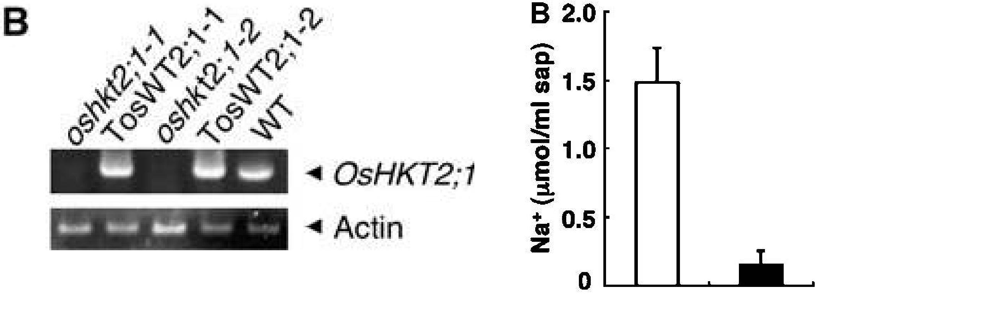 B
oshkt2;1-1
TosWT2;1-1
oshkt2;1-2
TosWT2;1-2
WT
◄ OsHKT2;1
◄ Actin
B
Na⁺ (μmol/ml sap)
2.0
1.5
1.0
0.5
0